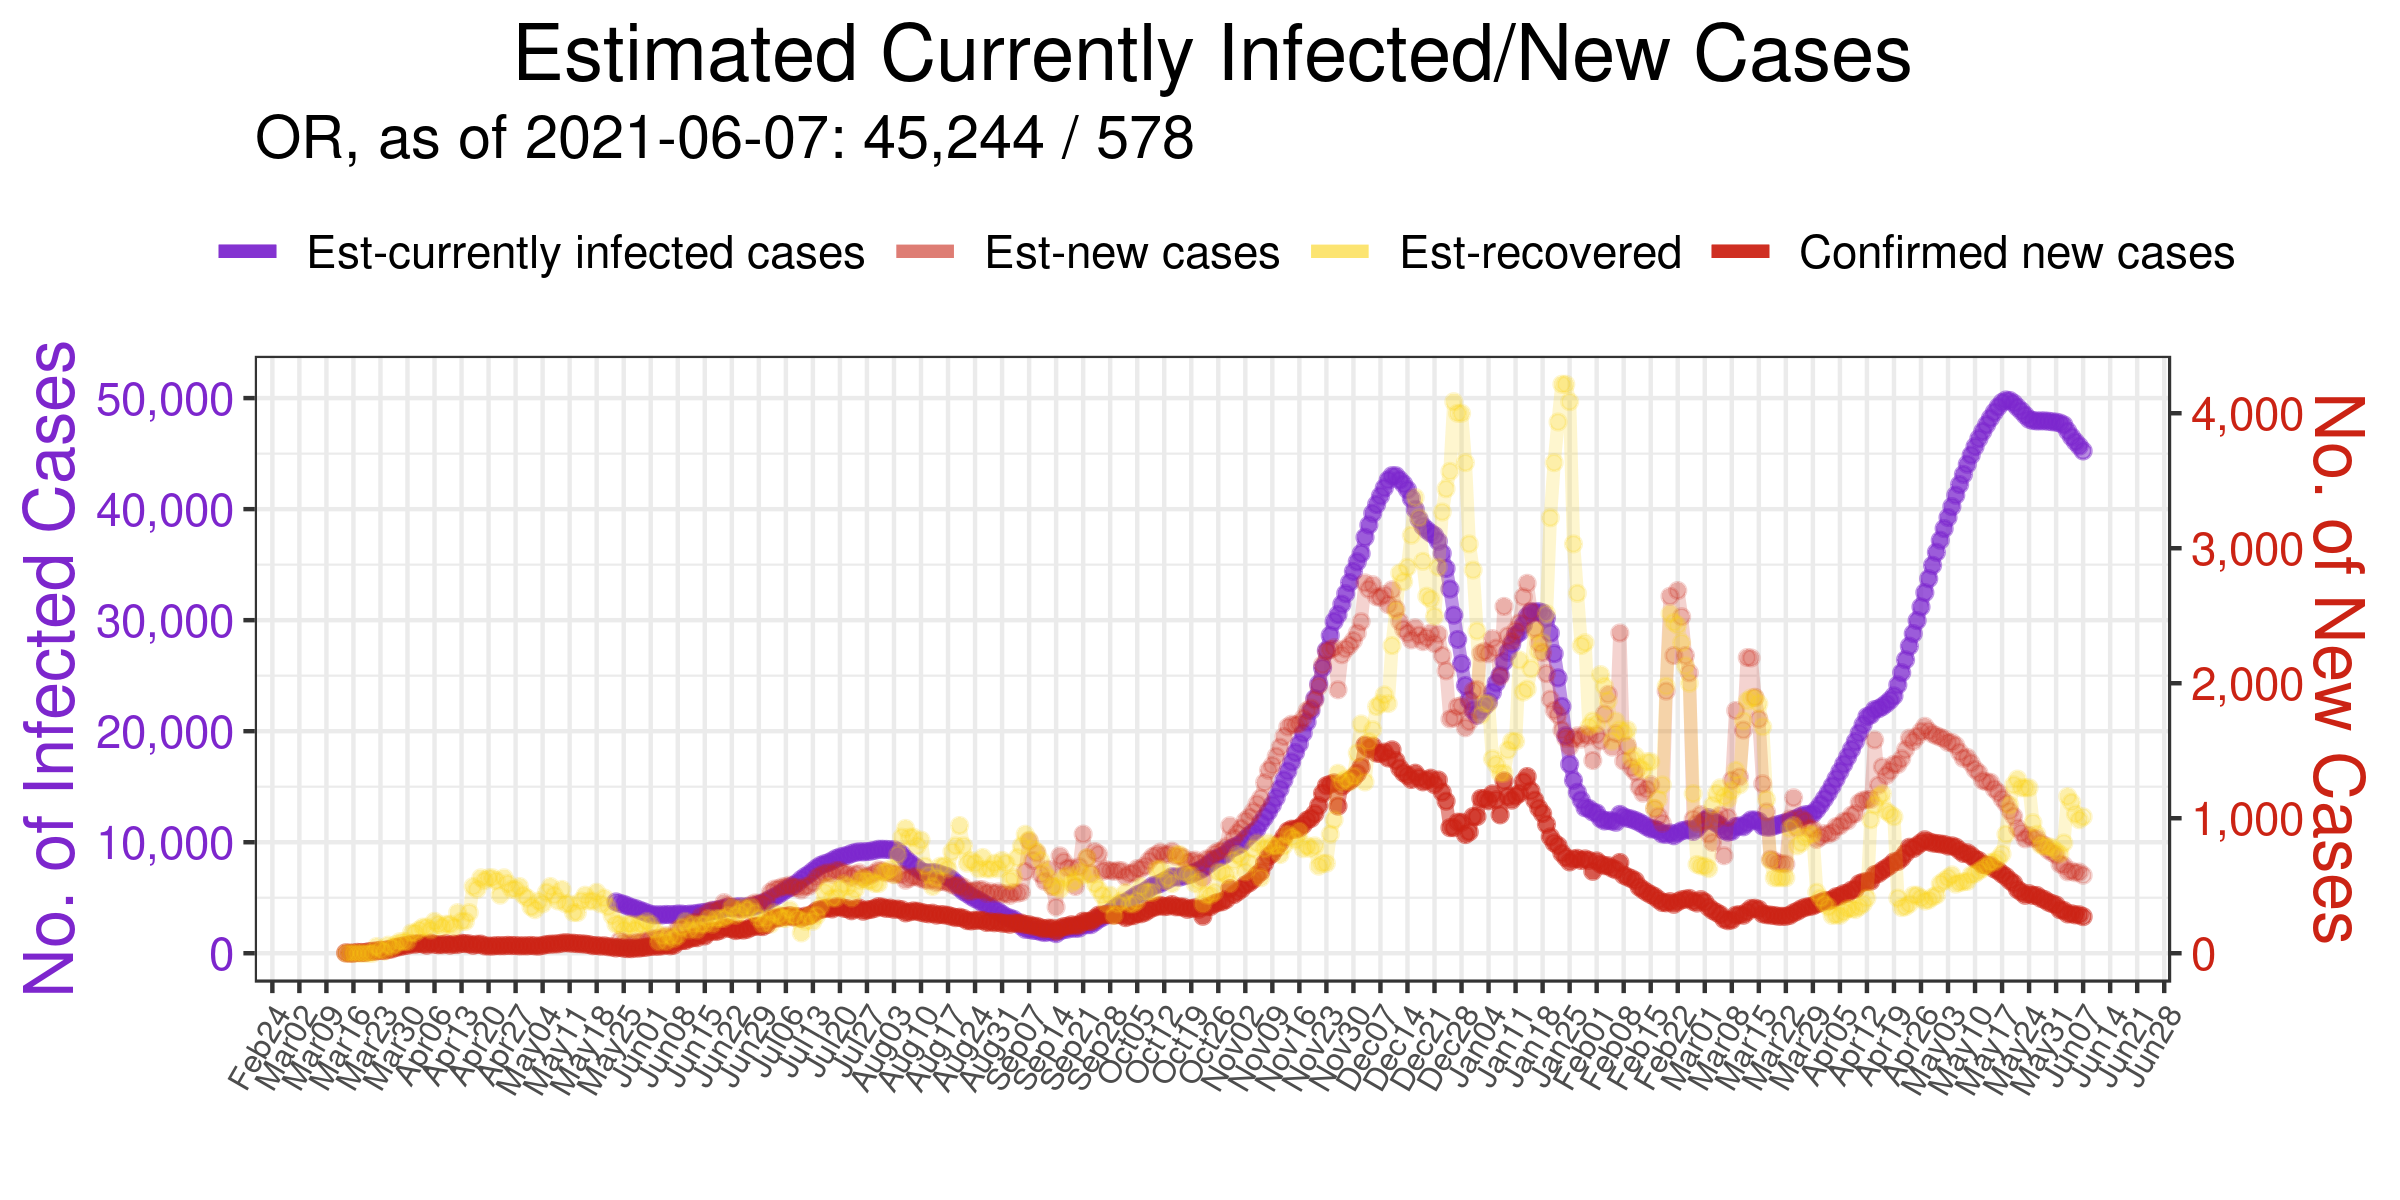 Estimated Currently Infected/New Cases
OR, as of 2021-06-07: 45,244 / 578
Est-currently infected cases Est-new cases Est-recovered Confirmed new cases
No. of Infected Cases
50,000
40,000
30,000
20,000
10,000
0
4,000
3,000
2,000
1,000
0
No. of New Cases
Feb24 Mar02 Mar09 Mar16 Mar23 Mar30 Apr06 Apr13 Apr20 Apr27 May04 May11 May18 May25 Jun01 Jun08 Jun15 Jun22 Jun29 Jul06 Jul13 Jul20 Jul27 Aug03 Aug10 Aug17 Aug24 Aug31 Sep07 Sep14 Sep21 Sep28 Oct05 Oct12 Oct19 Oct26 Nov02 Nov09 Nov16 Nov23 Nov30 Dec07 Dec14 Dec21 Dec28 Jan04 Jan11 Jan18 Jan25 Feb01 Feb08 Feb15 Feb22 Mar01 Mar08 Mar15 Mar22 Mar29 Apr05 Apr12 Apr19 Apr26 May03 May10 May17 May24 May31 Jun07 Jun14 Jun21 Jun28